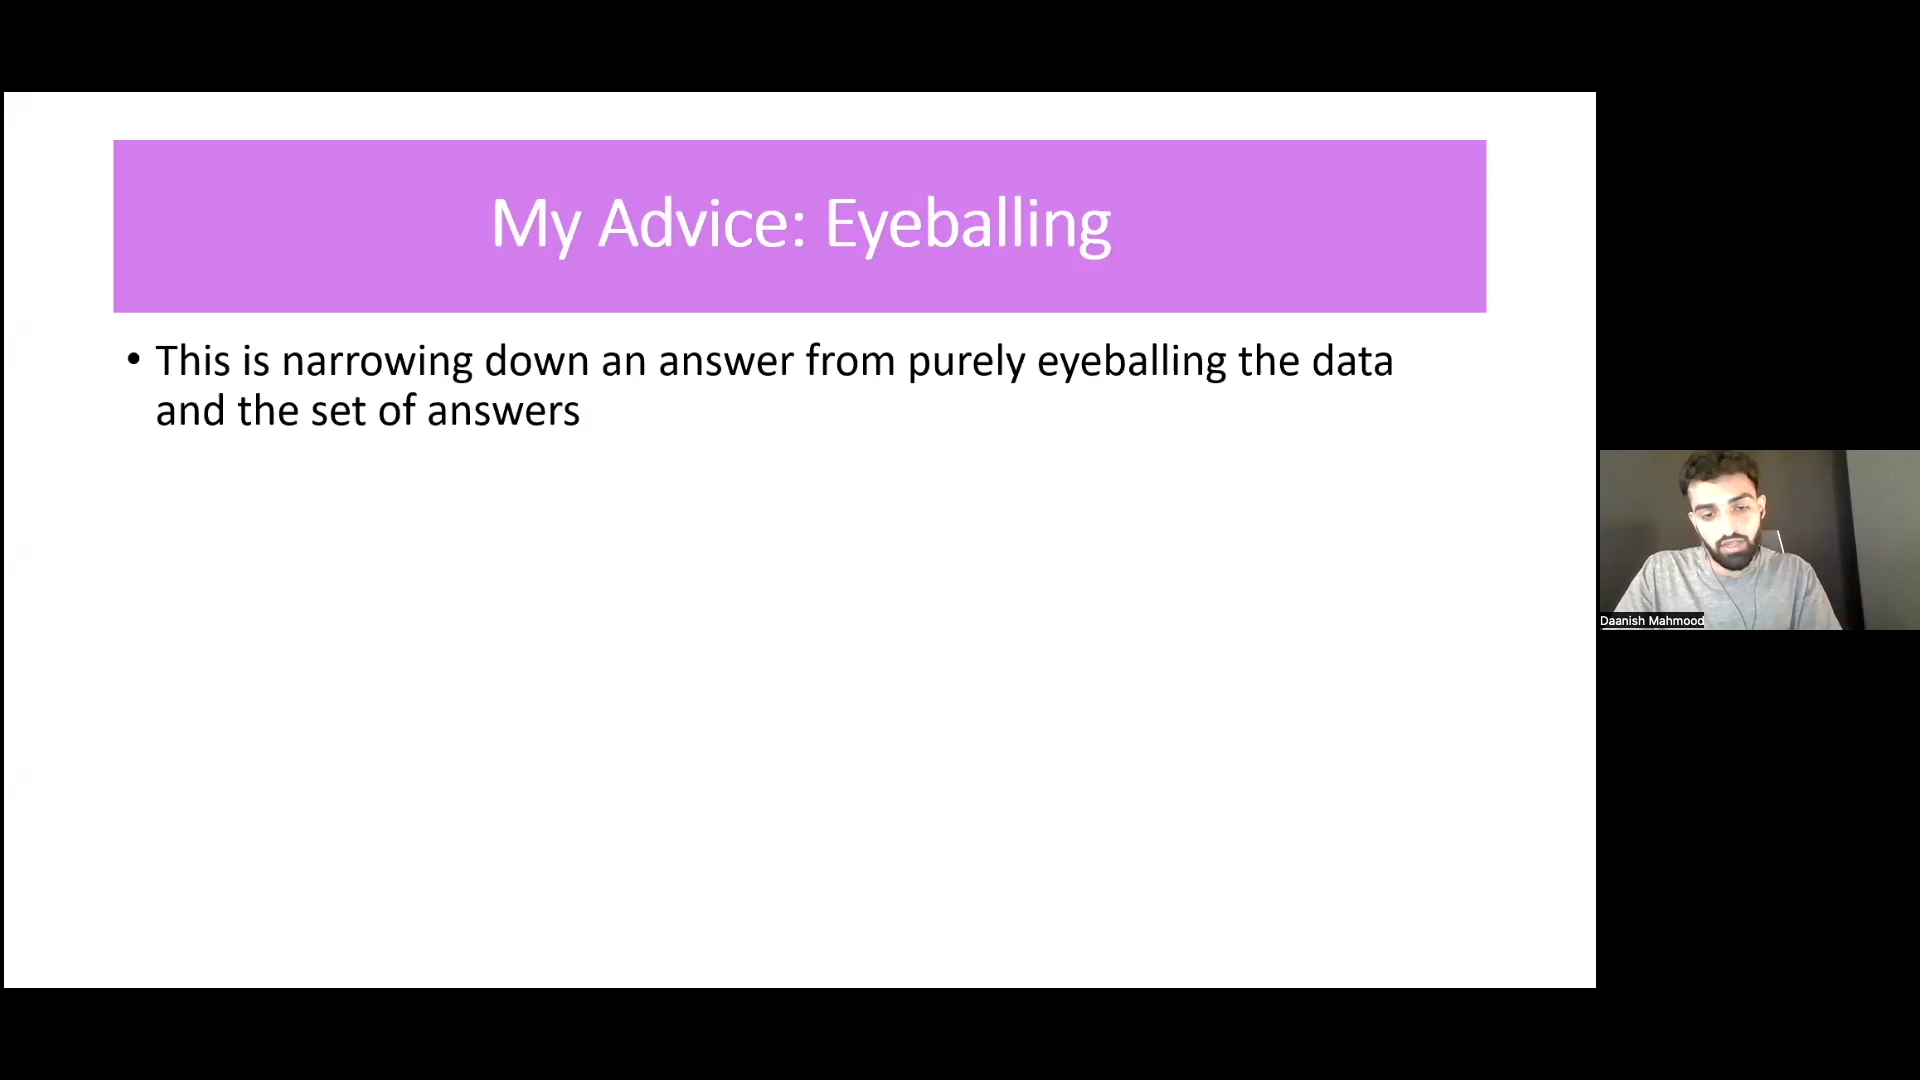 My Advice: Eyeballing
• This is narrowing down an answer from purely eyeballing the data
and the set of answers
Daanish Mahmood